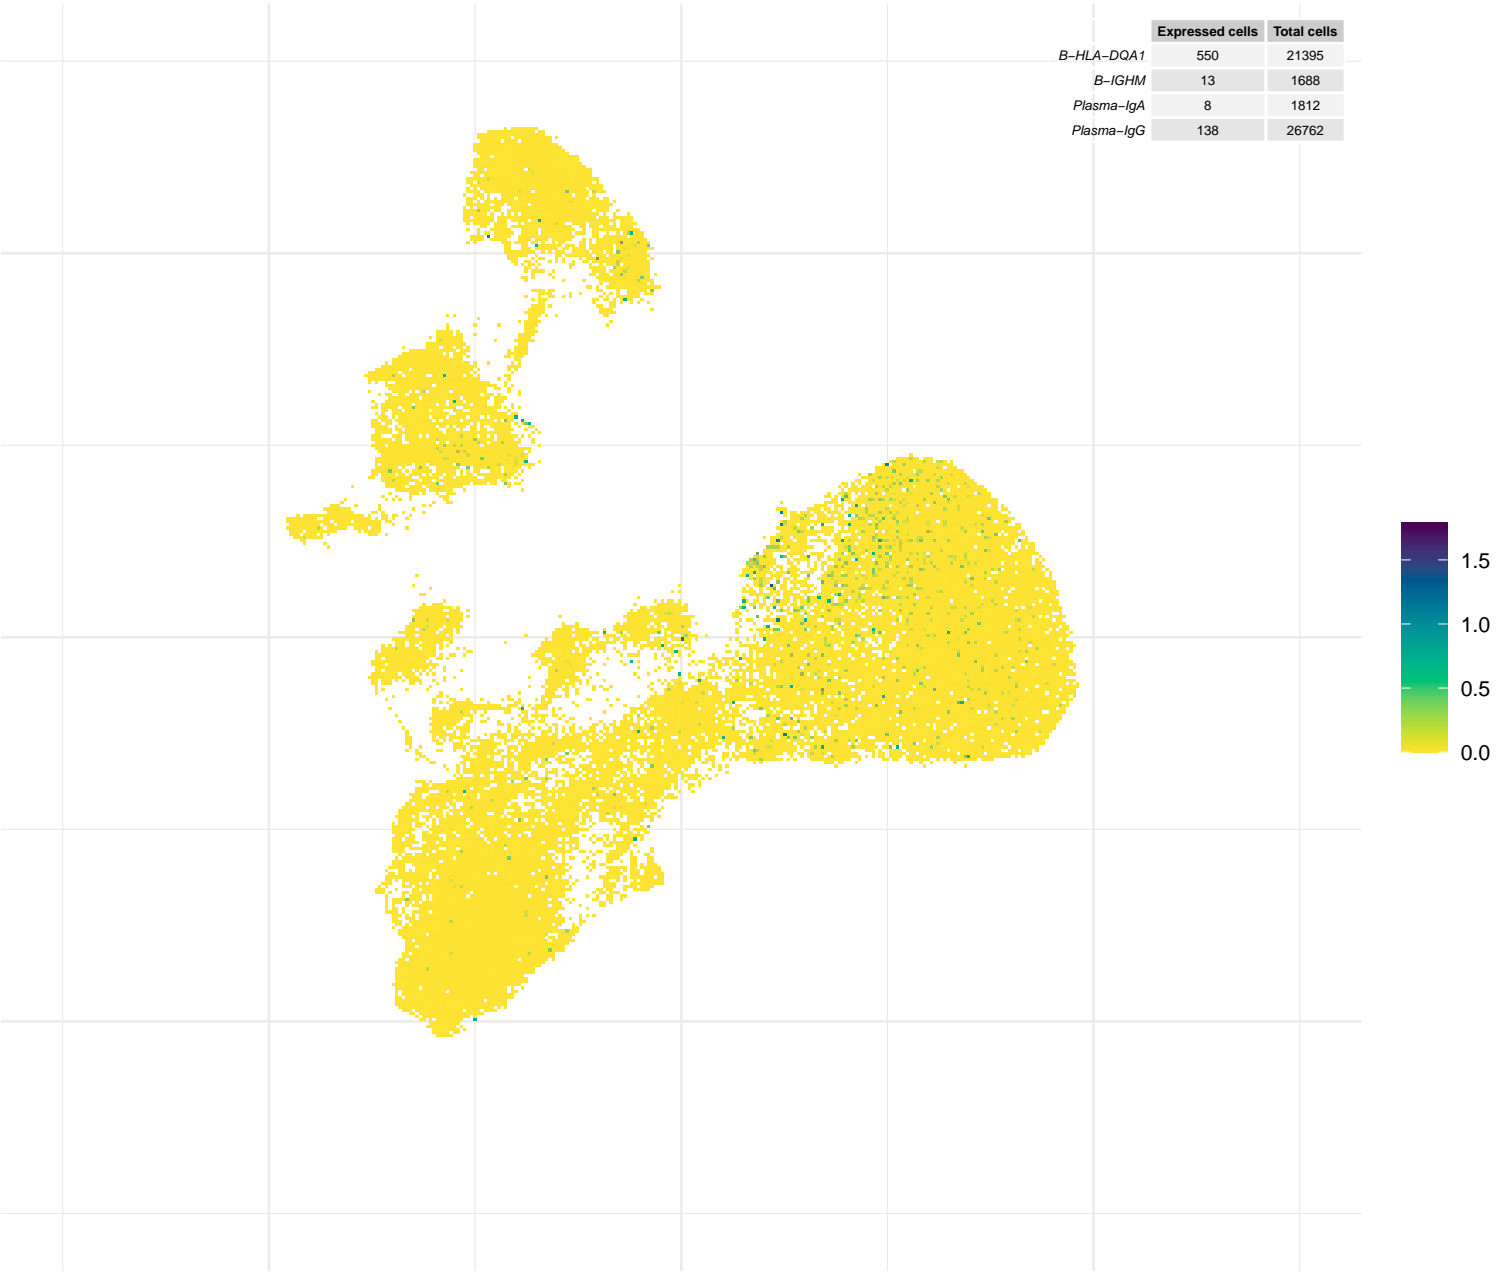 Expressed cells Total cells
B−HLA−DQA1 550 21395
B−IGHM 13 1688
Plasma−IgA 8 1812
Plasma−IgG 138 26762
1.5
1.0
0.5
0.0